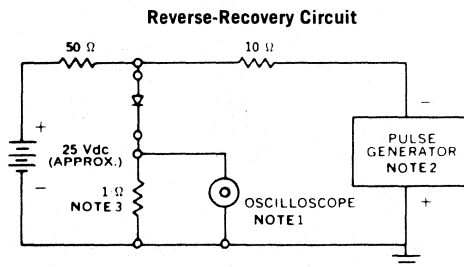 Reverse-Recovery Circuit
50 Ω
10 Ω
+
25 Vdc
(APPROX.)
−
1 Ω
NOTE 3
OSCILLOSCOPE
NOTE 1
−
PULSE
GENERATOR
NOTE 2
+